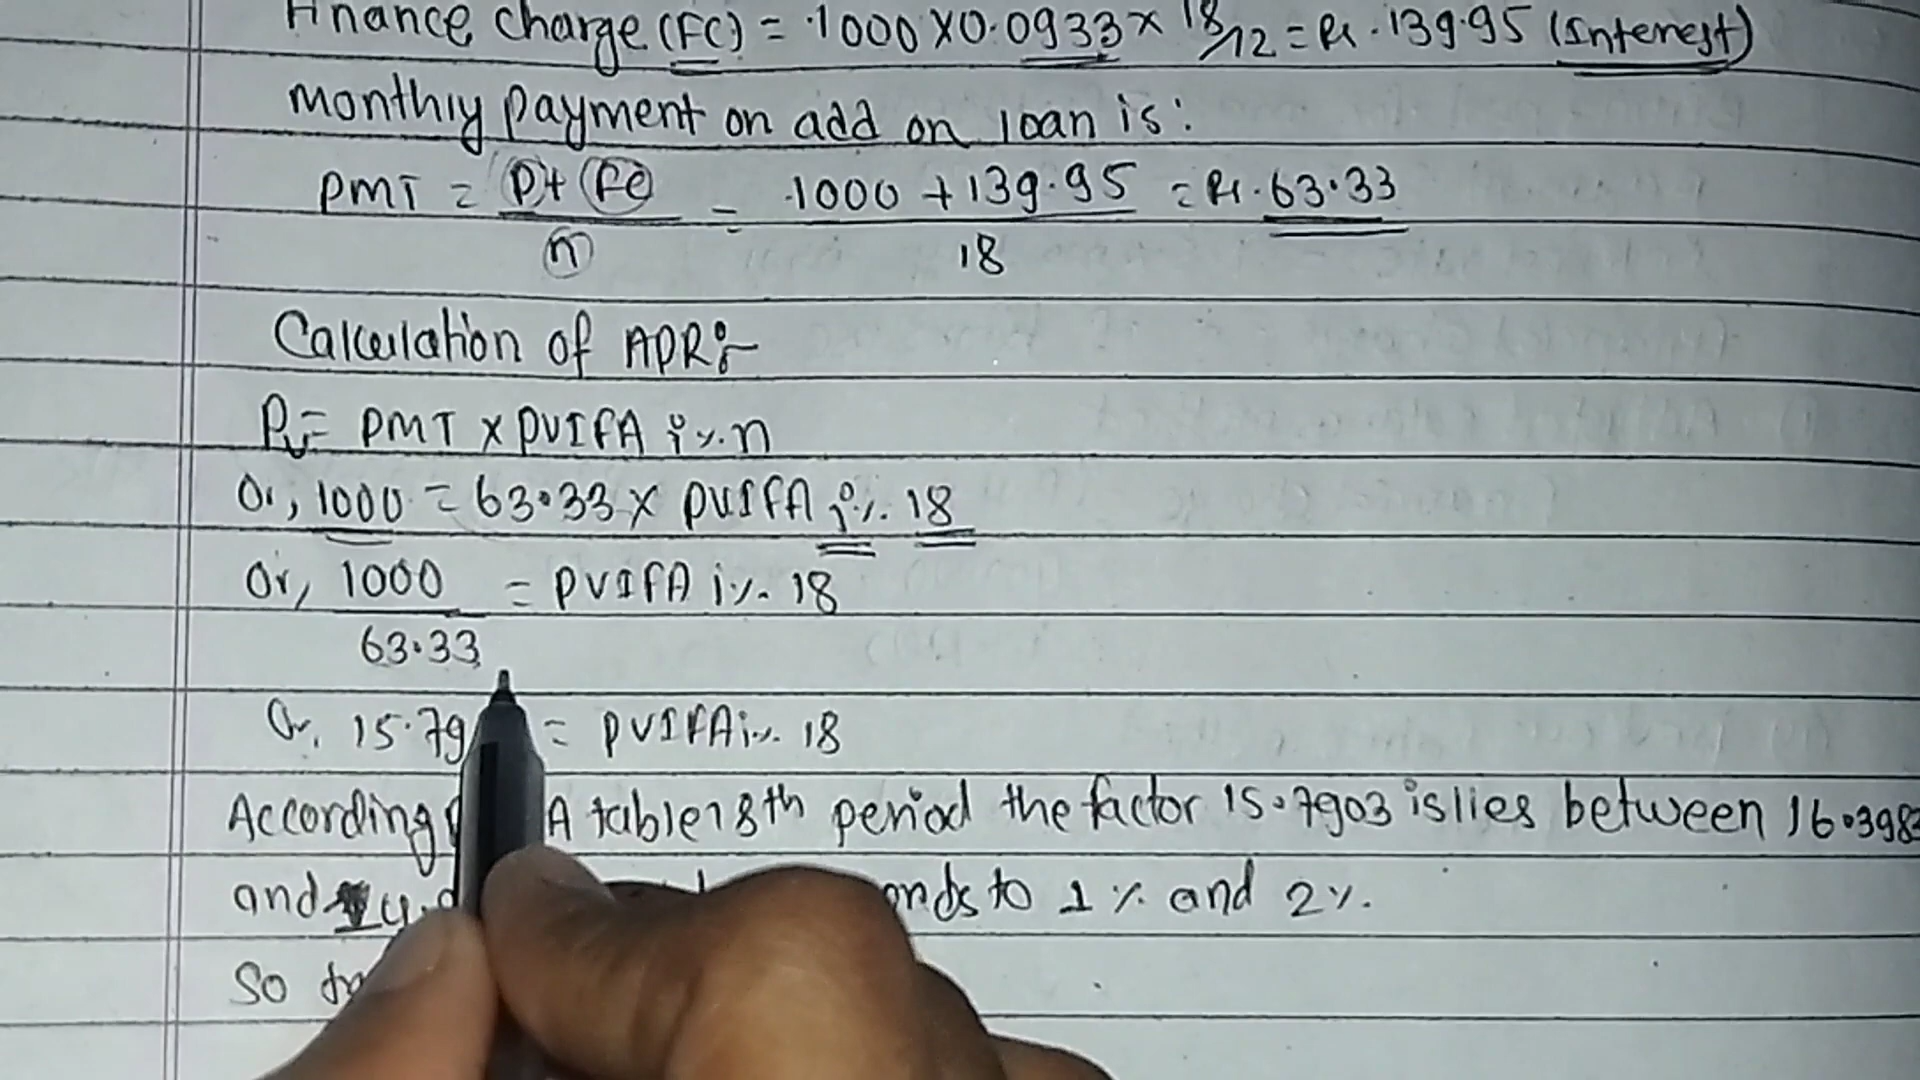 Finance Charge (FC) = 1000 X 0.0933 x 18/12 = Rs. 139.95 (Interest)
monthly payment on add on loan is:
PMT = P+ (FC) / n = 1000 + 139.95 / 18 = Rs. 63.33
Calculation of APR:-
Pv = PMT X PVIFA i%.n
Or, 1000 = 63.33 X PVIFA i%. 18
Or, 1000 / 63.33 = PVIFA i%. 18
Or, 15.79 = PVIFA i%. 18
According A table 18th period the factor 15.7903 is lies between 16.3983
and onds to 1 % and 2%.
So